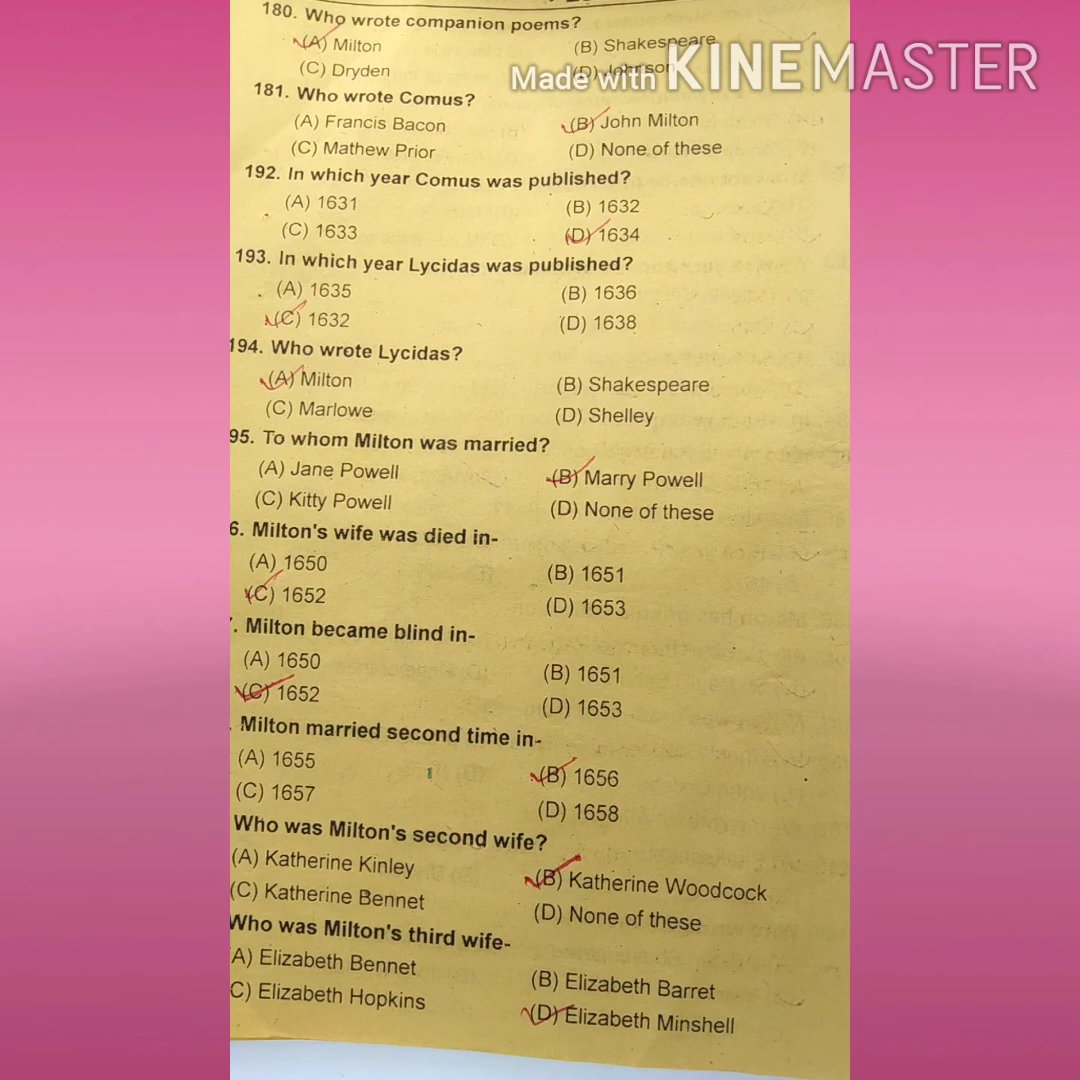 180. Who wrote companion poems?
(A) Milton (B) Shakespeare
(C) Dryden (D) Johnson
Made with KINEMASTER
181. Who wrote Comus?
(A) Francis Bacon (B) John Milton
(C) Mathew Prior (D) None of these
192. In which year Comus was published?
(A) 1631 (B) 1632
(C) 1633 (D) 1634
193. In which year Lycidas was published?
(A) 1635 (B) 1636
(C) 1632 (D) 1638
194. Who wrote Lycidas?
(A) Milton (B) Shakespeare
(C) Marlowe (D) Shelley
95. To whom Milton was married?
(A) Jane Powell (B) Marry Powell
(C) Kitty Powell (D) None of these
6. Milton's wife was died in-
(A) 1650 (B) 1651
(C) 1652 (D) 1653
. Milton became blind in-
(A) 1650 (B) 1651
(C) 1652 (D) 1653
. Milton married second time in-
(A) 1655 (B) 1656
(C) 1657 (D) 1658
Who was Milton's second wife?
(A) Katherine Kinley (B) Katherine Woodcock
(C) Katherine Bennet (D) None of these
Who was Milton's third wife-
A) Elizabeth Bennet (B) Elizabeth Barret
C) Elizabeth Hopkins (D) Elizabeth Minshell